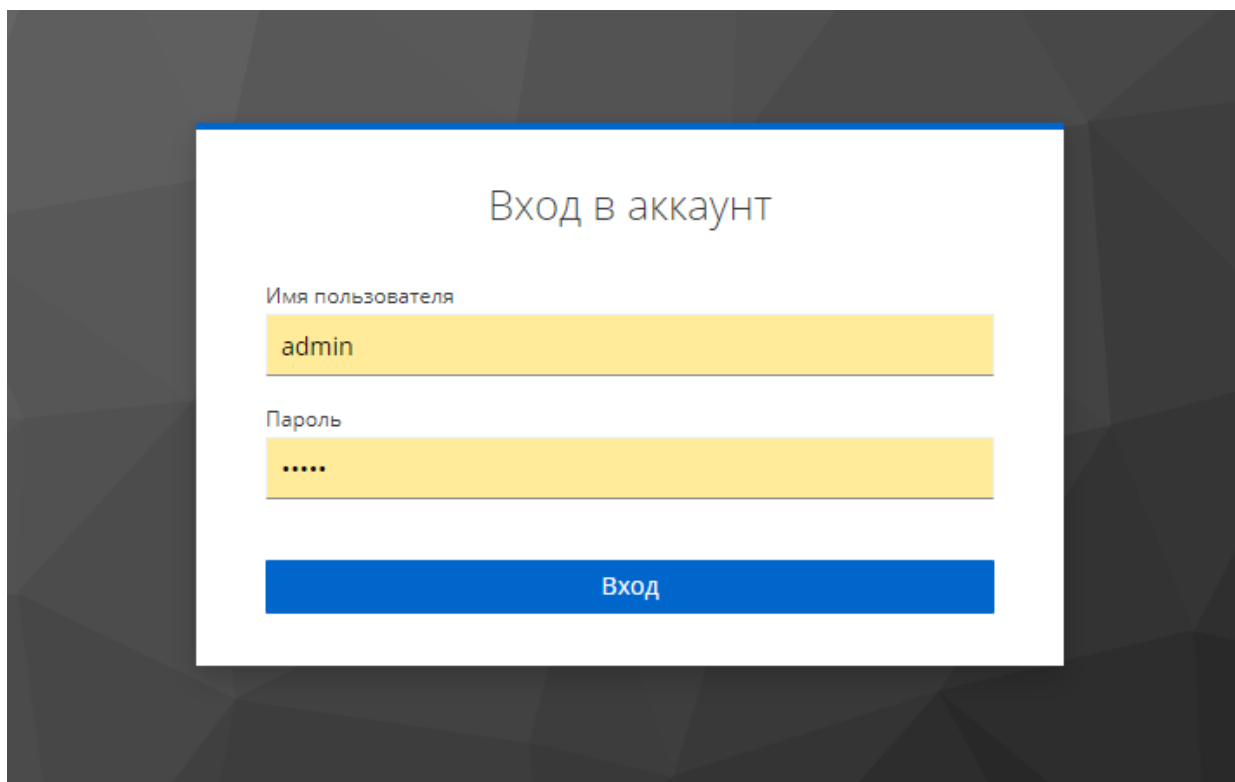 Вход в аккаунт
Имя пользователя
admin
Пароль
•••••
Вход